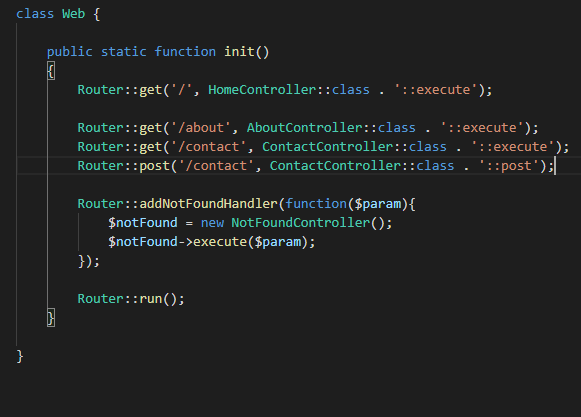 class Web {
public static function init()
{
Router::get('/', HomeController::class . '::execute');
Router::get('/about', AboutController::class . '::execute');
Router::get('/contact', ContactController::class . '::execute');
Router::post('/contact', ContactController::class . '::post');
Router::addNotFoundHandler(function($param){
$notFound = new NotFoundController();
$notFound->execute($param);
});
Router::run();
}
}